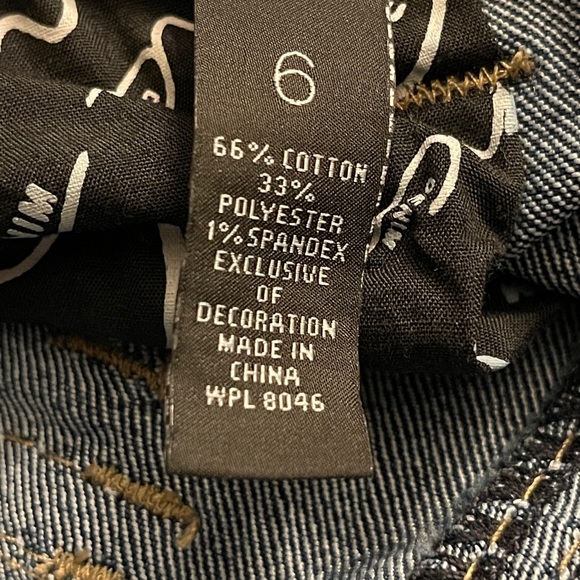 6
66% COTTON
33%
POLYESTER
1% SPANDEX
EXCLUSIVE
OF
DECORATION
MADE IN
CHINA
WPL 8046